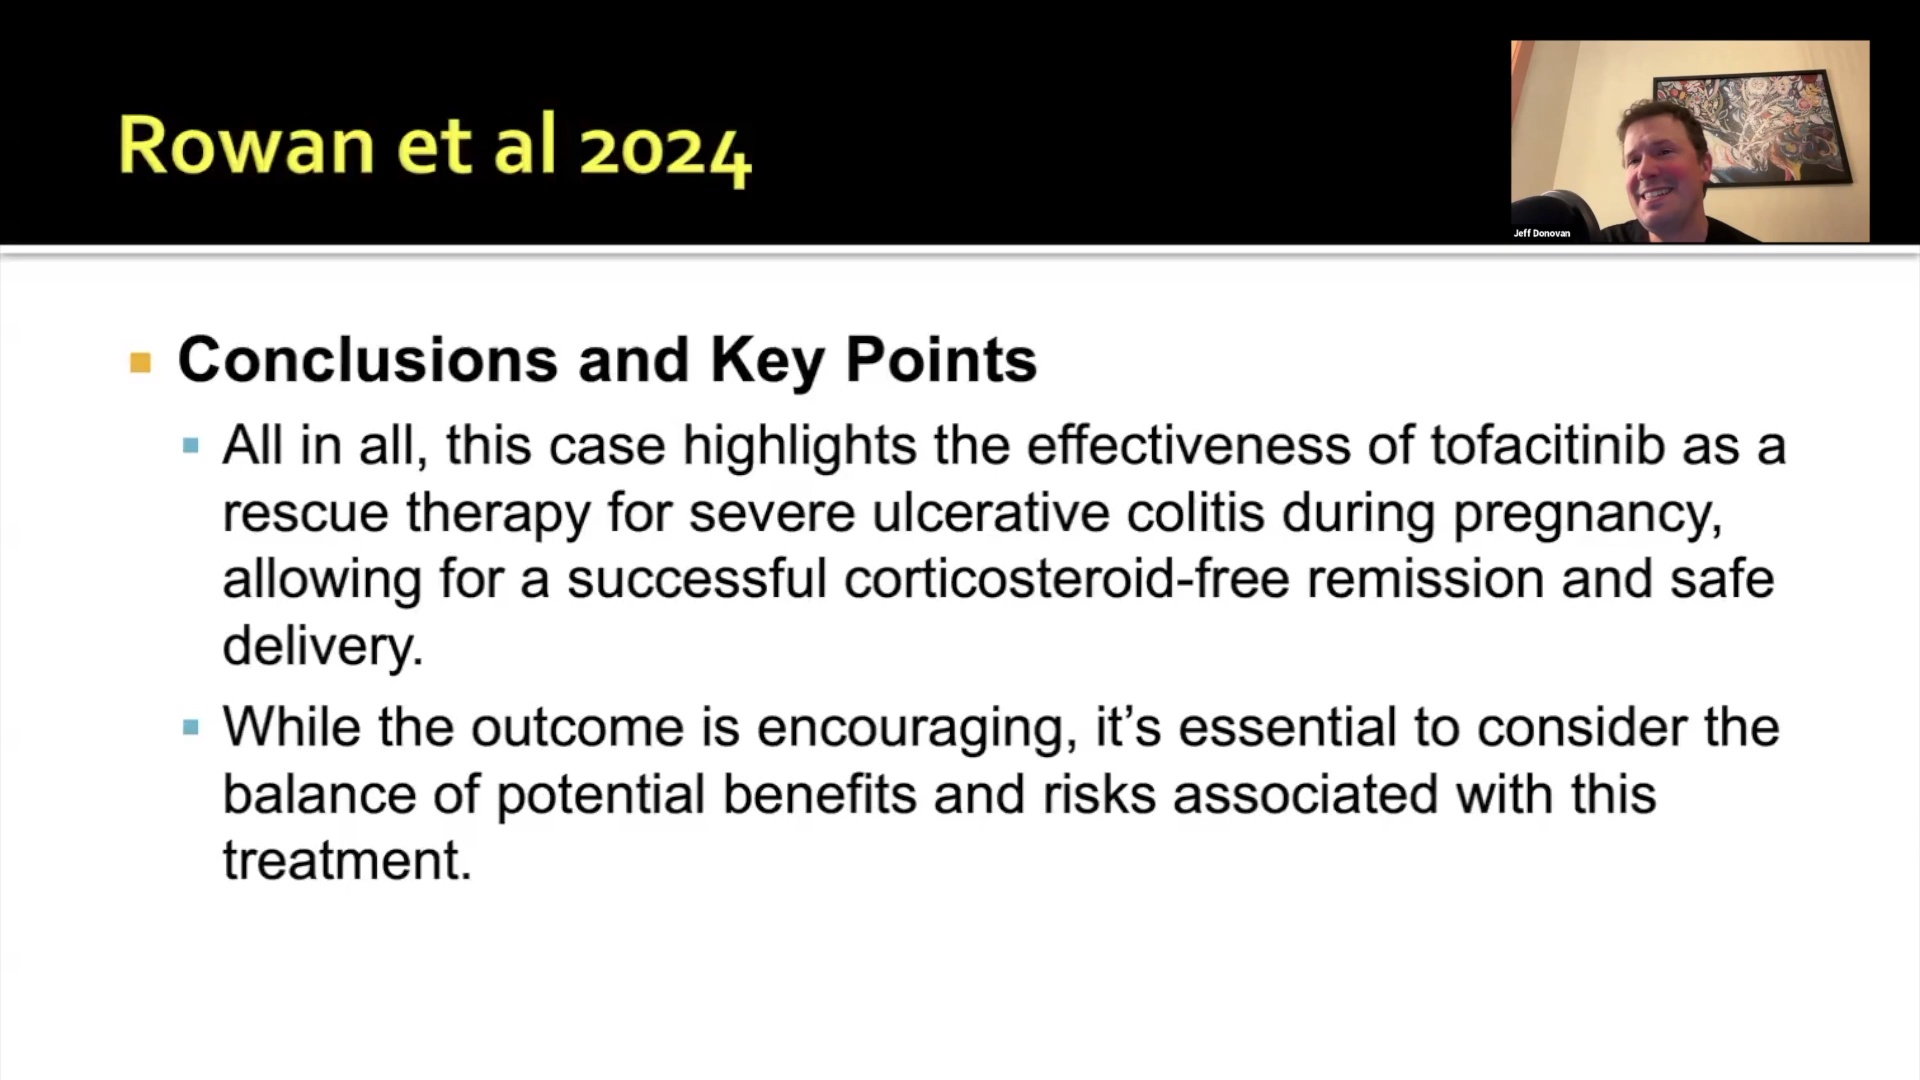 Rowan et al 2024
Jeff Donovan
Conclusions and Key Points
All in all, this case highlights the effectiveness of tofacitinib as a
rescue therapy for severe ulcerative colitis during pregnancy,
allowing for a successful corticosteroid-free remission and safe
delivery.
While the outcome is encouraging, it’s essential to consider the
balance of potential benefits and risks associated with this
treatment.